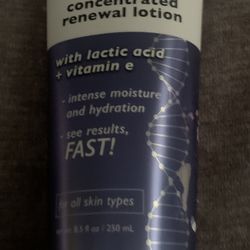 concentrated
renewal lotion
with lactic acid
+ vitamin e
- intense moisture
and hydration
- see results,
FAST!
for all skin types
8.5 fl oz / 250 mL